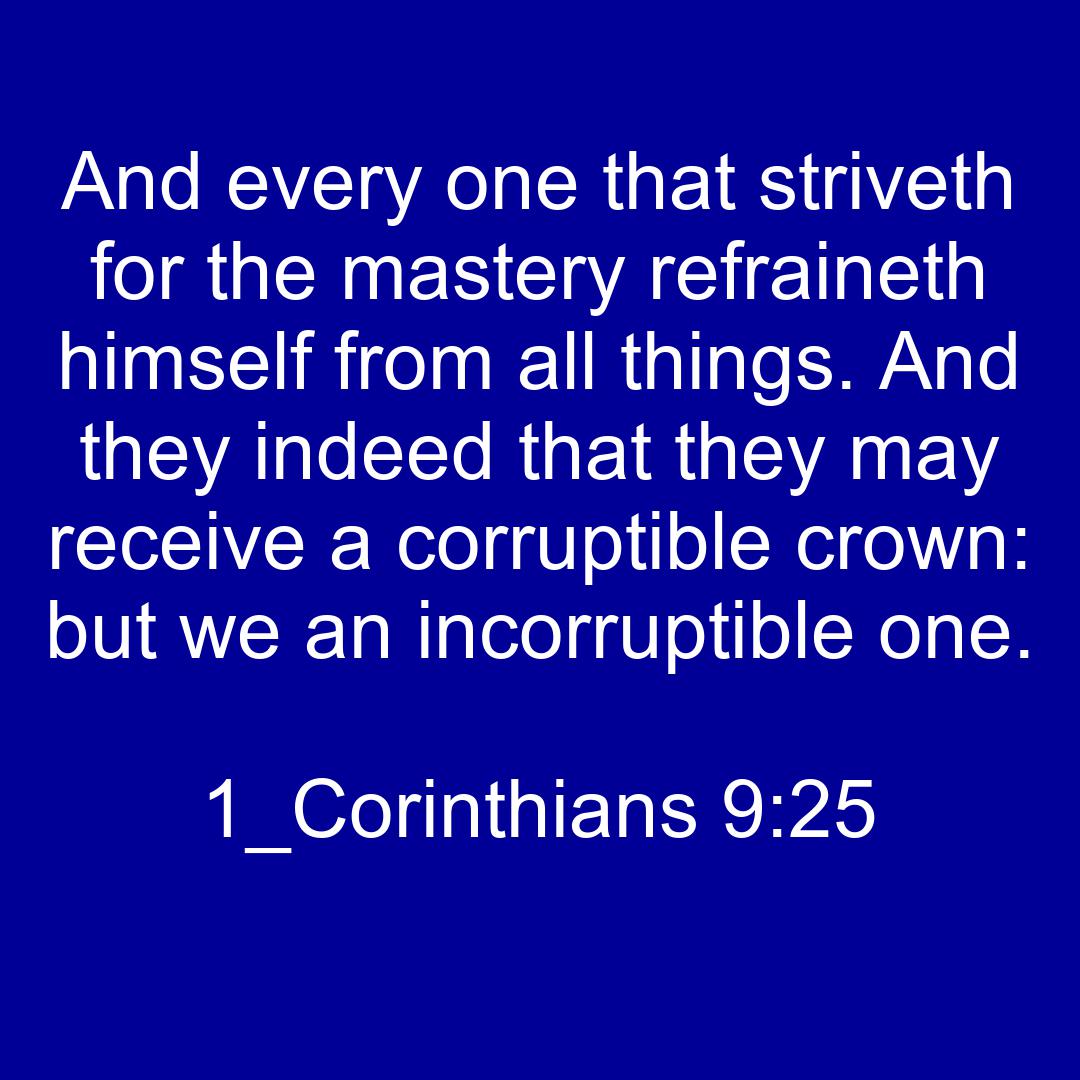 And every one that striveth
for the mastery refraineth
himself from all things. And
they indeed that they may
receive a corruptible crown:
but we an incorruptible one.
1_Corinthians 9:25